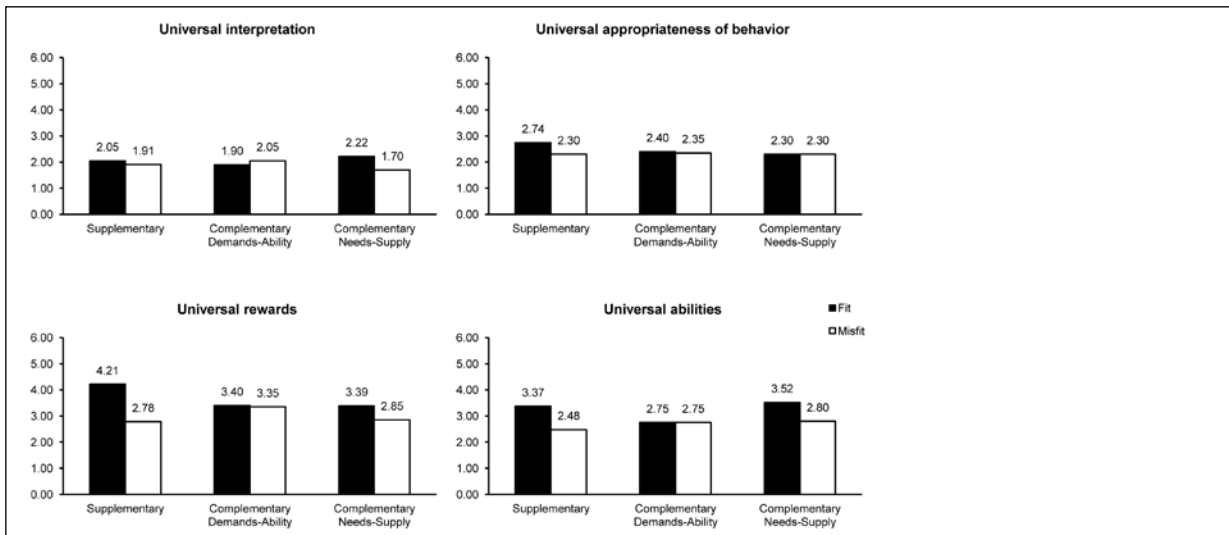 Universal interpretation
6.00
5.00
4.00
3.00
2.00
1.00
0.00
2.05 1.91 1.90 2.05 2.22 1.70
Supplementary
Complementary
Demands-Ability
Complementary
Needs-Supply
Universal appropriateness of behavior
6.00
5.00
4.00
3.00
2.00
1.00
0.00
2.74 2.30 2.40 2.35 2.30 2.30
Supplementary
Complementary
Demands-Ability
Complementary
Needs-Supply
Universal rewards
6.00
5.00
4.00
3.00
2.00
1.00
0.00
4.21 2.78 3.40 3.35 3.39 2.85
Supplementary
Complementary
Demands-Ability
Complementary
Needs-Supply
Universal abilities
Fit
Misfit
6.00
5.00
4.00
3.00
2.00
1.00
0.00
3.37 2.48 2.75 2.75 3.52 2.80
Supplementary
Complementary
Demands-Ability
Complementary
Needs-Supply